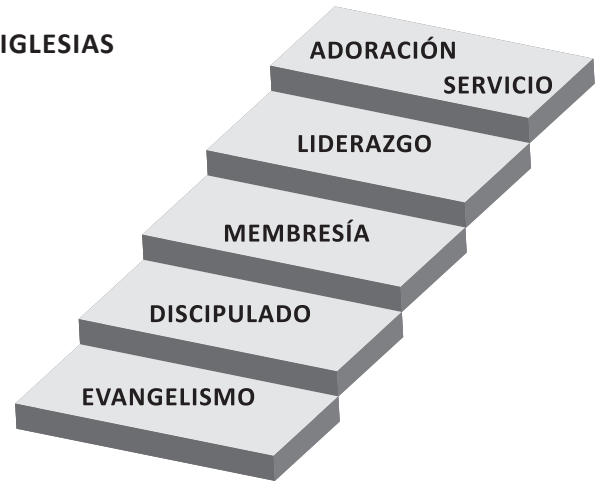 IGLESIAS
ADORACIÓN
SERVICIO
LIDERAZGO
MEMBRESÍA
DISCIPULADO
EVANGELISMO